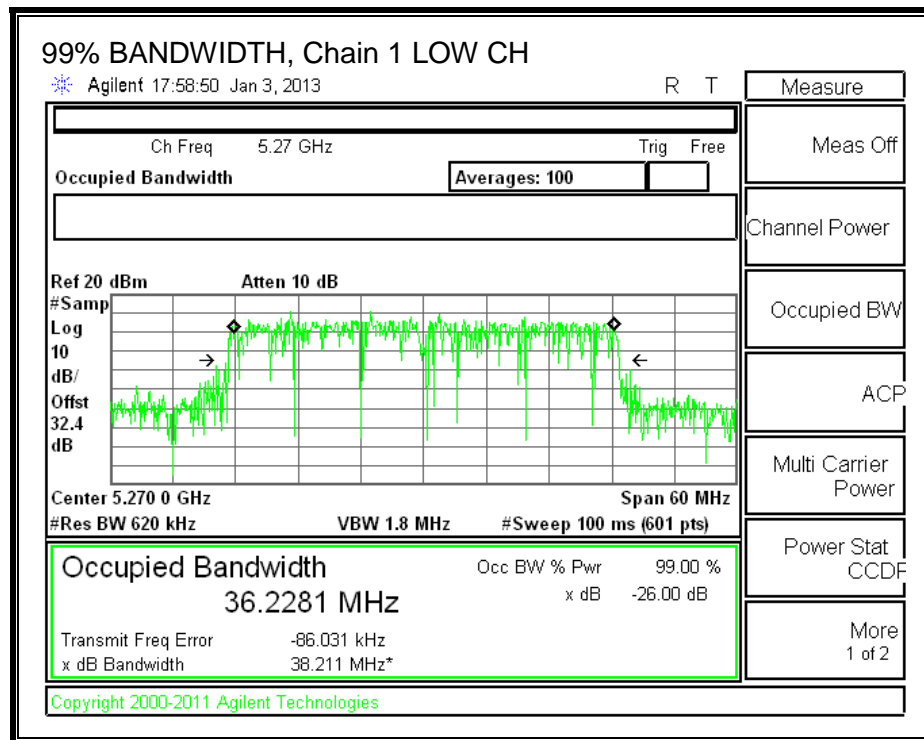 99% BANDWIDTH, Chain 1 LOW CH
Agilent 17:58:50 Jan 3, 2013 R T
Measure
Ch Freq 5.27 GHz Trig Free
Occupied Bandwidth Averages: 100
Meas Off
Channel Power
Occupied BW
ACP
Multi Carrier
Power
Power Stat
CCDF
More
1 of 2
Ref 20 dBm Atten 10 dB
#Samp
Log
10
dB/
Offst
32.4
dB
Center 5.270 0 GHz Span 60 MHz
#Res BW 620 kHz VBW 1.8 MHz #Sweep 100 ms (601 pts)
Occupied Bandwidth Occ BW % Pwr 99.00 %
36.2281 MHz x dB -26.00 dB
Transmit Freq Error -86.031 kHz
x dB Bandwidth 38.211 MHz*
Copyright 2000-2011 Agilent Technologies